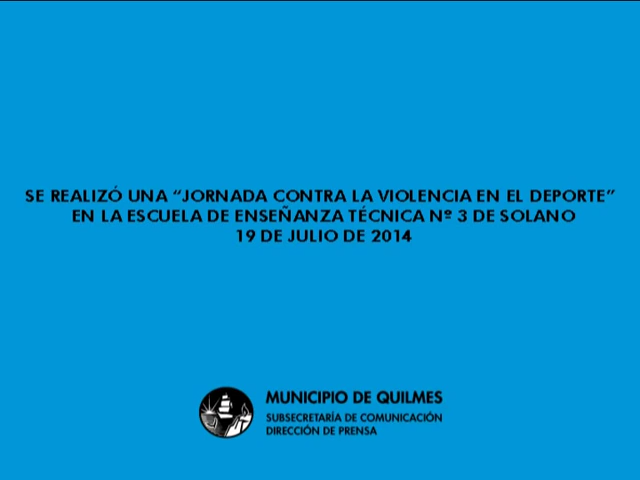 SE REALIZÓ UNA “JORNADA CONTRA LA VIOLENCIA EN EL DEPORTE”
EN LA ESCUELA DE ENSEÑANZA TÉCNICA Nº 3 DE SOLANO
19 DE JULIO DE 2014
MUNICIPIO DE QUILMES
SUBSECRETARÍA DE COMUNICACIÓN
DIRECCIÓN DE PRENSA